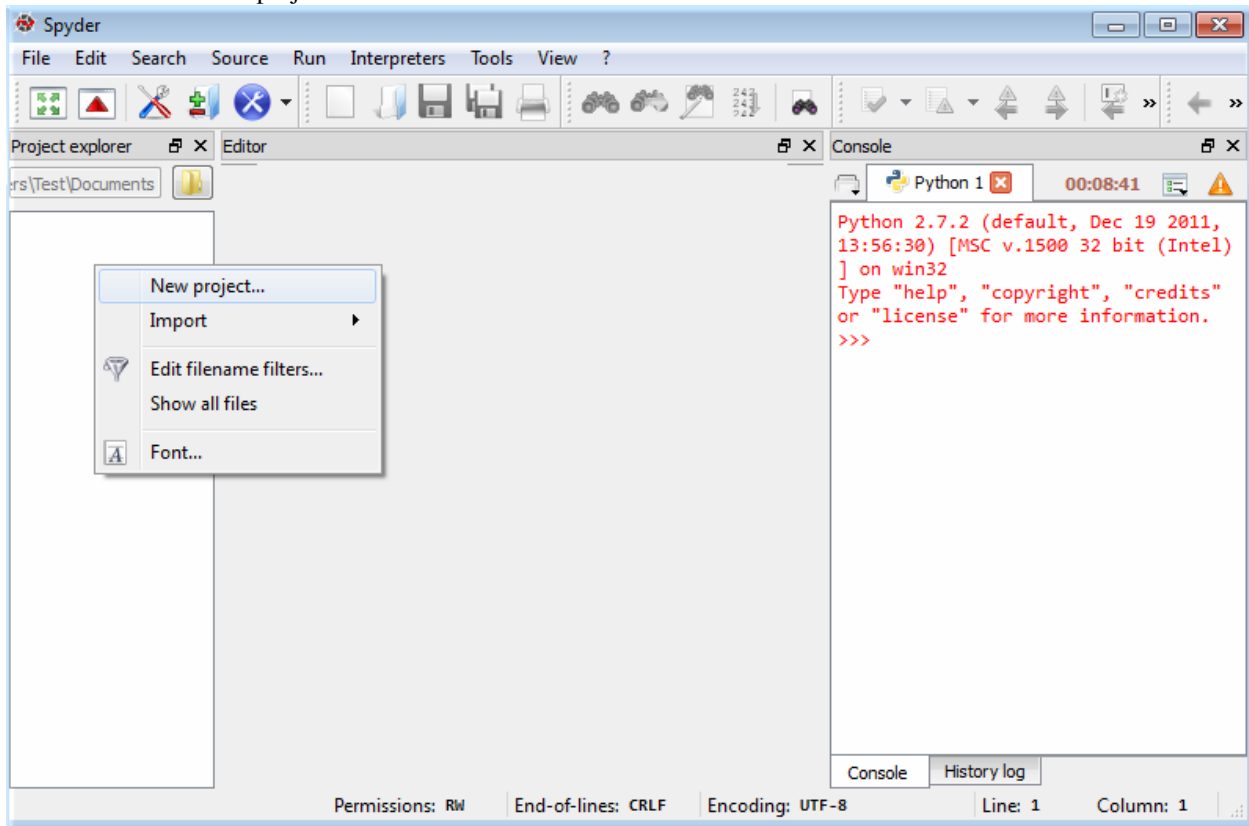 Spyder
File Edit Search Source Run Interpreters Tools View ?
Project explorer
Editor
Console
rs\Test\Documents
Python 1
00:08:41
New project...
Import
Edit filename filters...
Show all files
Font...
Python 2.7.2 (default, Dec 19 2011,
13:56:30) [MSC v.1500 32 bit (Intel)
] on win32
Type "help", "copyright", "credits"
or "license" for more information.
>>>
Console
History log
Permissions: RW End-of-lines: CRLF Encoding: UTF-8 Line: 1 Column: 1